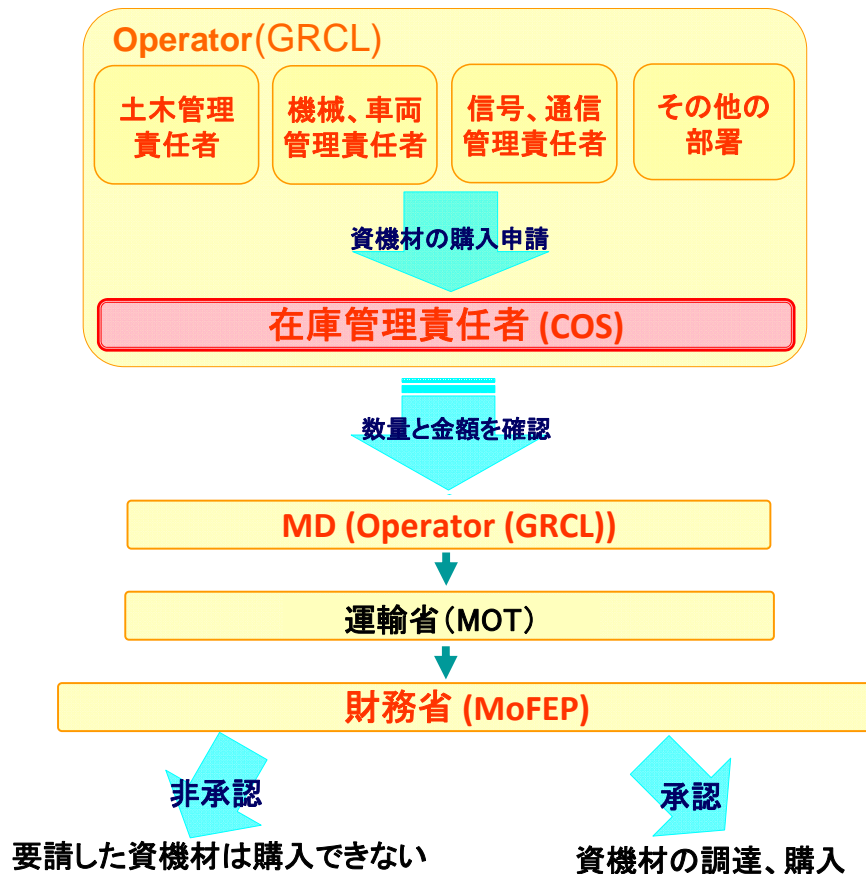 Operator(GRCL)
土木管理
責任者
機械、車両
管理責任者
信号、通信
管理責任者
その他の
部署
資機材の購入申請
在庫管理責任者 (COS)
数量と金額を確認
MD (Operator (GRCL))
運輸省（MOT）
財務省 (MoFEP)
非承認
承認
要請した資機材は購入できない
資機材の調達、購入